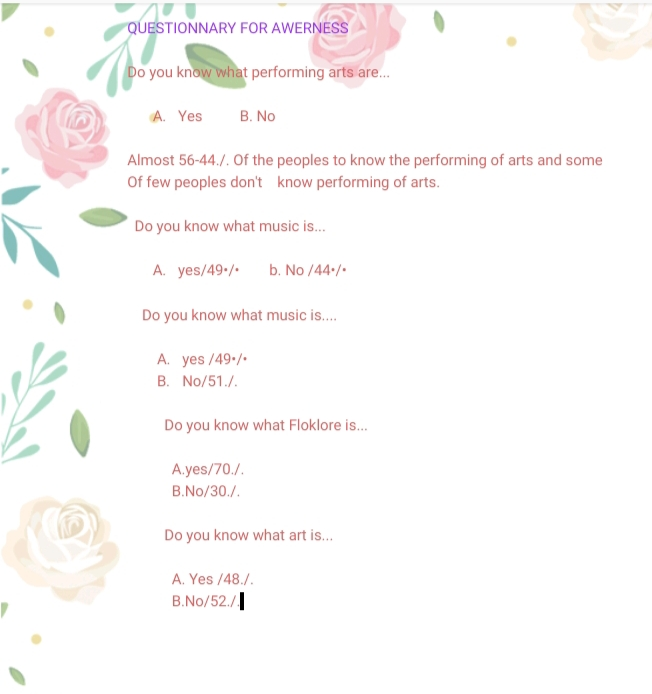 QUESTIONNARY FOR AWERNESS
Do you know what performing arts are...
A. Yes B. No
Almost 56-44./. Of the peoples to know the performing of arts and some
Of few peoples don't know performing of arts.
Do you know what music is...
A. yes/49•/• b. No /44•/•
Do you know what music is....
A. yes /49•/•
B. No/51./.
Do you know what Floklore is...
A.yes/70./.
B.No/30./.
Do you know what art is...
A. Yes /48./.
B.No/52./.